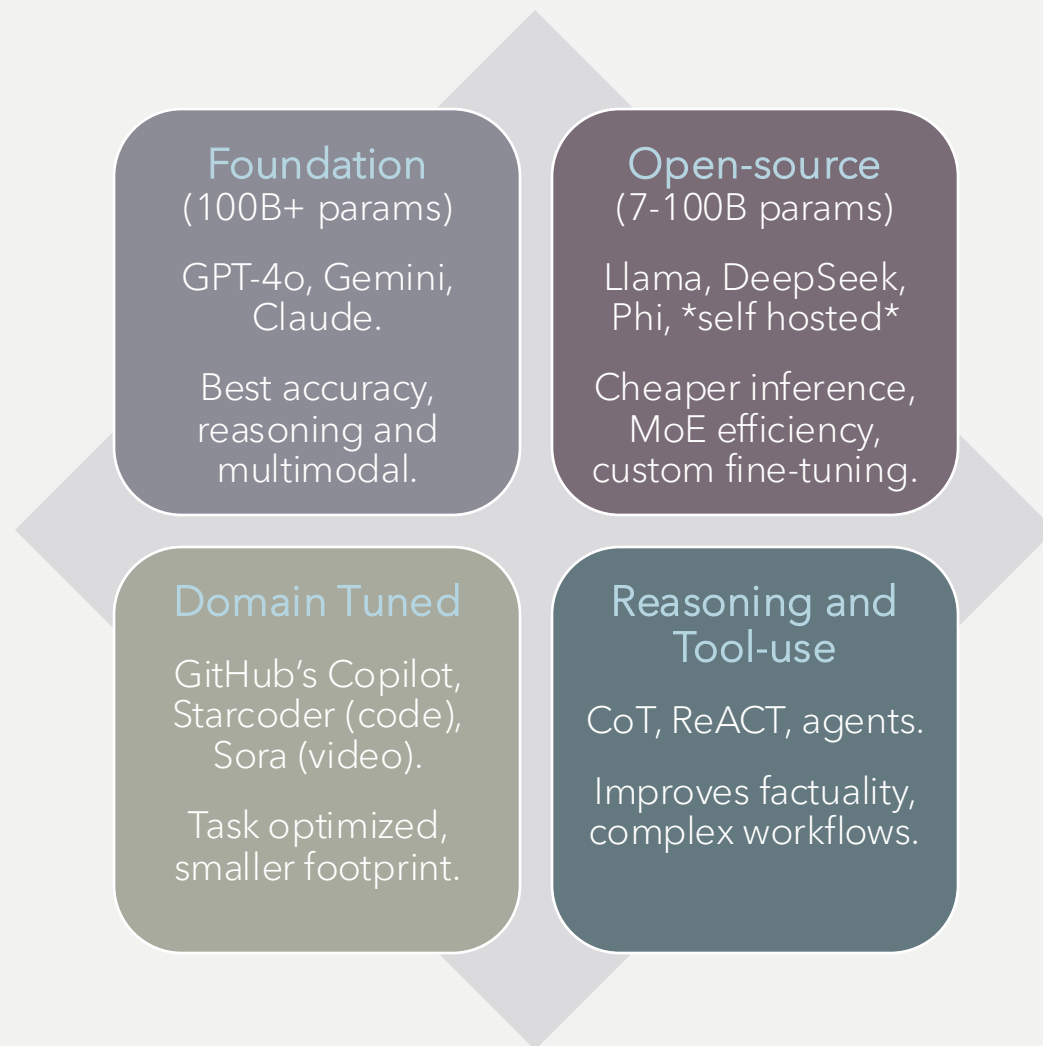 Foundation
(100B+ params)
GPT-4o, Gemini,
Claude.
Best accuracy,
reasoning and
multimodal.
Open-source
(7-100B params)
Llama, DeepSeek,
Phi, *self hosted*
Cheaper inference,
MoE efficiency,
custom fine-tuning.
Domain Tuned
GitHub’s Copilot,
Starcoder (code),
Sora (video).
Task optimized,
smaller footprint.
Reasoning and
Tool-use
CoT, ReACT, agents.
Improves factuality,
complex workflows.